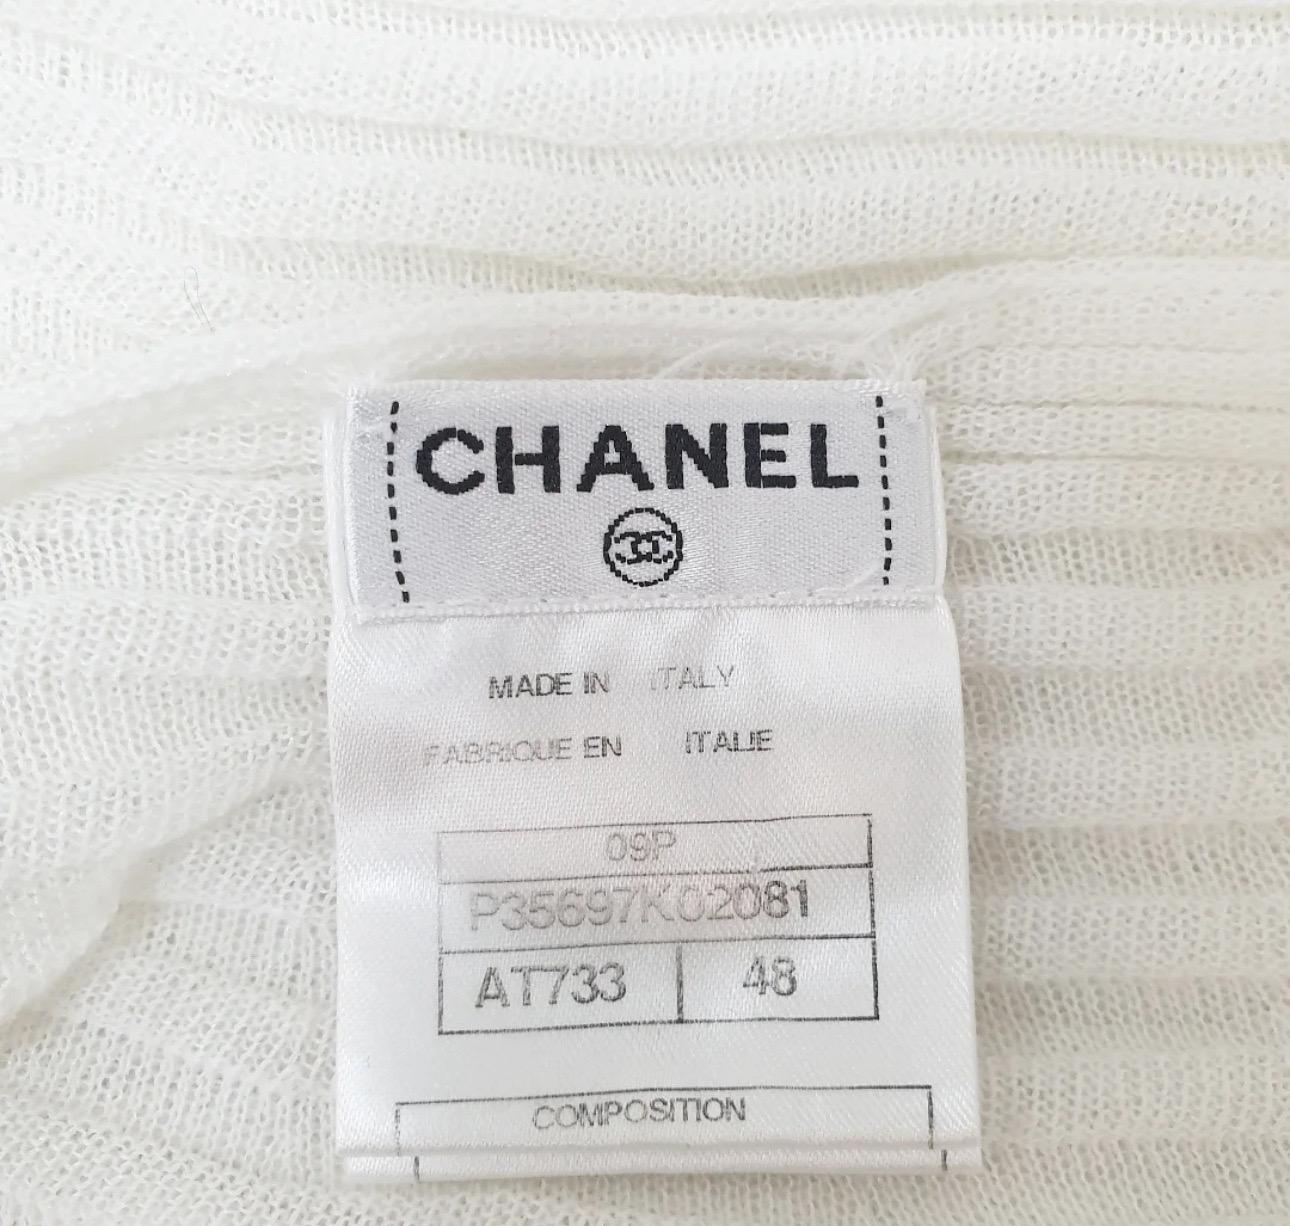 CHANEL
MADE IN ITALY
FABRIQUE EN ITALIE
09P
P35697K02081
AT733 48
COMPOSITION